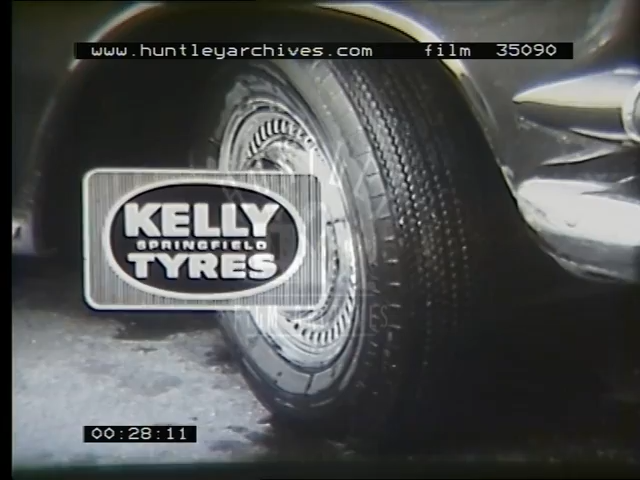 www.huntleyarchives.com film 35090
KELLY
SPRINGFIELD
TYRES
00:28:11